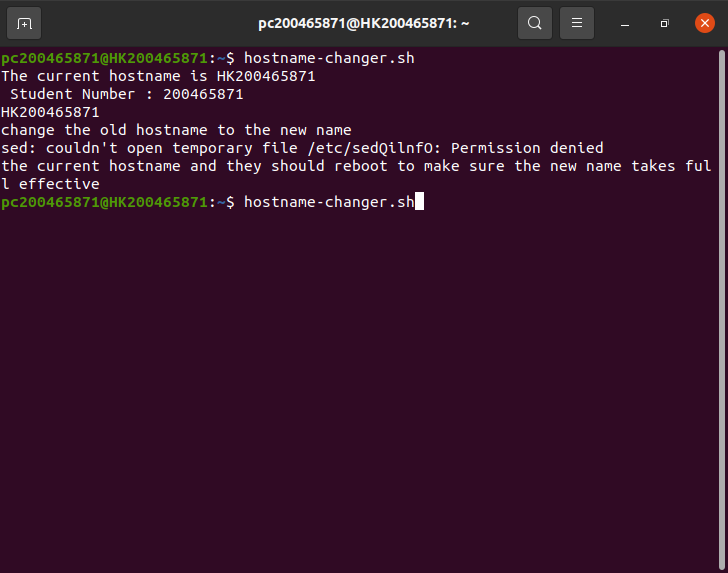 pc200465871@HK200465871: ~
pc200465871@HK200465871:~$ hostname-changer.sh
The current hostname is HK200465871
 Student Number : 200465871
HK200465871
change the old hostname to the new name
sed: couldn't open temporary file /etc/sedQilnfO: Permission denied
the current hostname and they should reboot to make sure the new name takes ful
l effective
pc200465871@HK200465871:~$ hostname-changer.sh